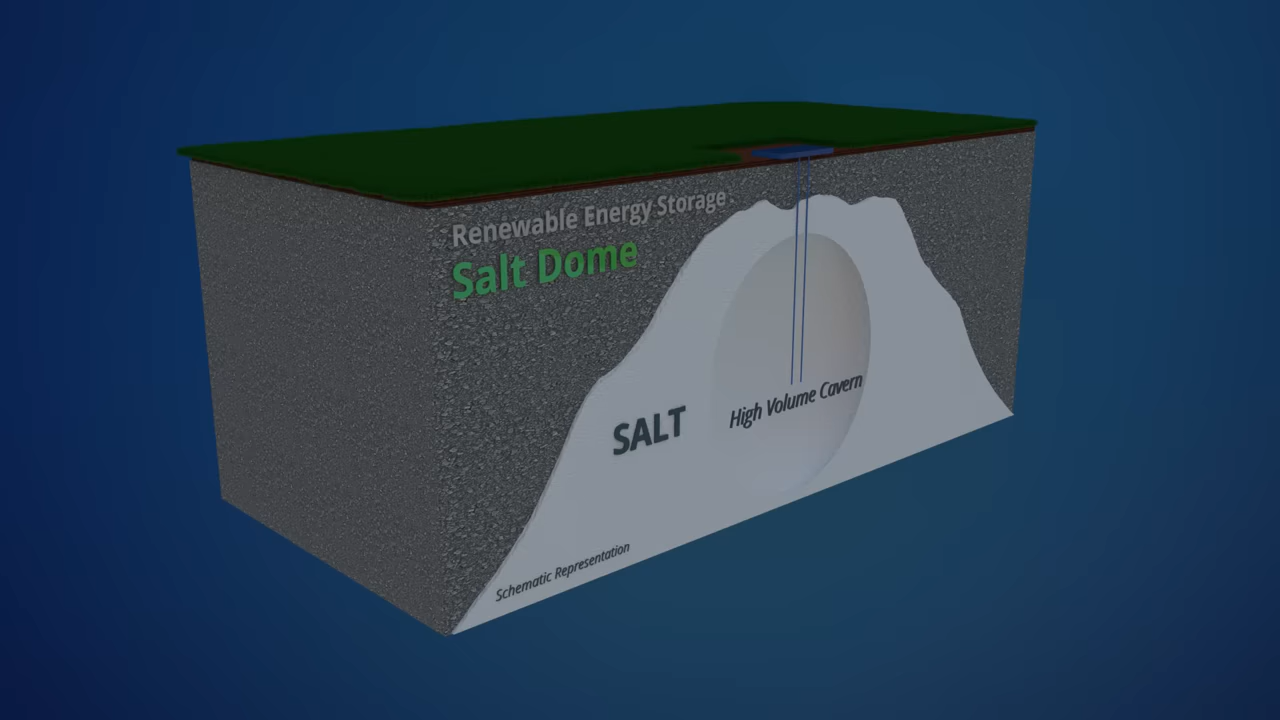 Renewable Energy Storage
Salt Dome
SALT
High Volume Cavern
Schematic Representation